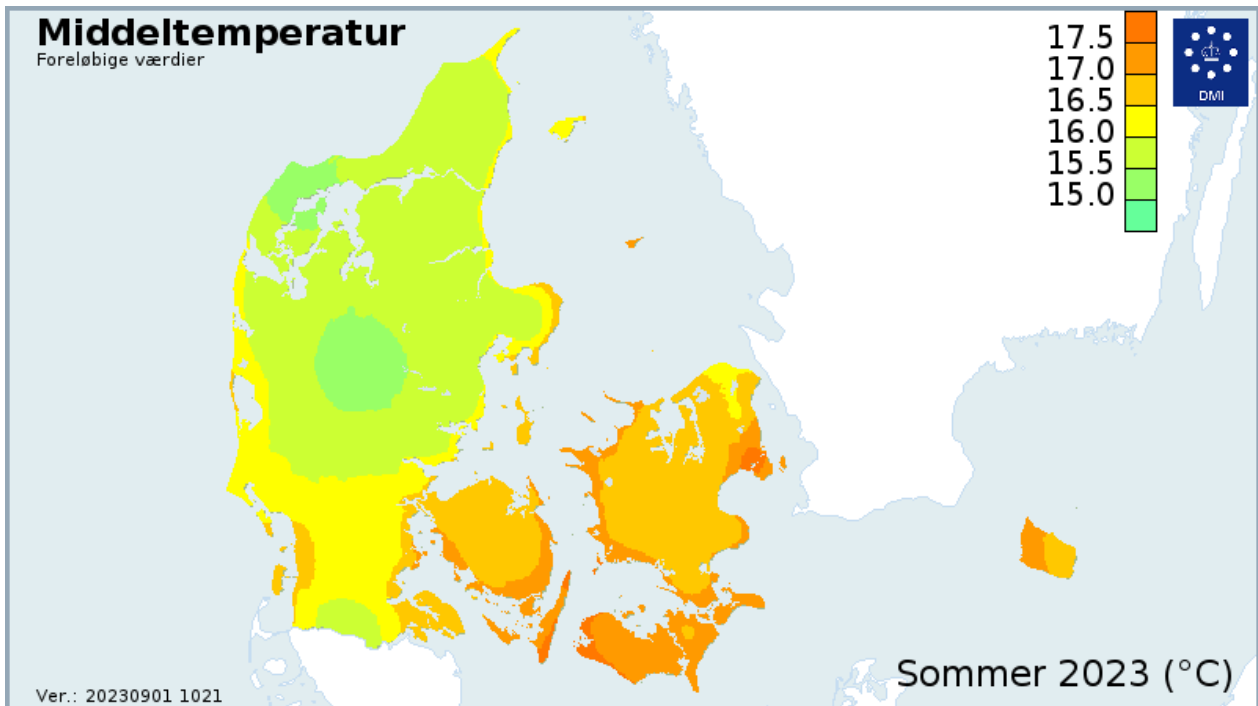 Middeltemperatur
Foreløbige værdier
17.5
17.0
16.5
16.0
15.5
15.0
DMI
Sommer 2023 (°C)
Ver.: 20230901 1021